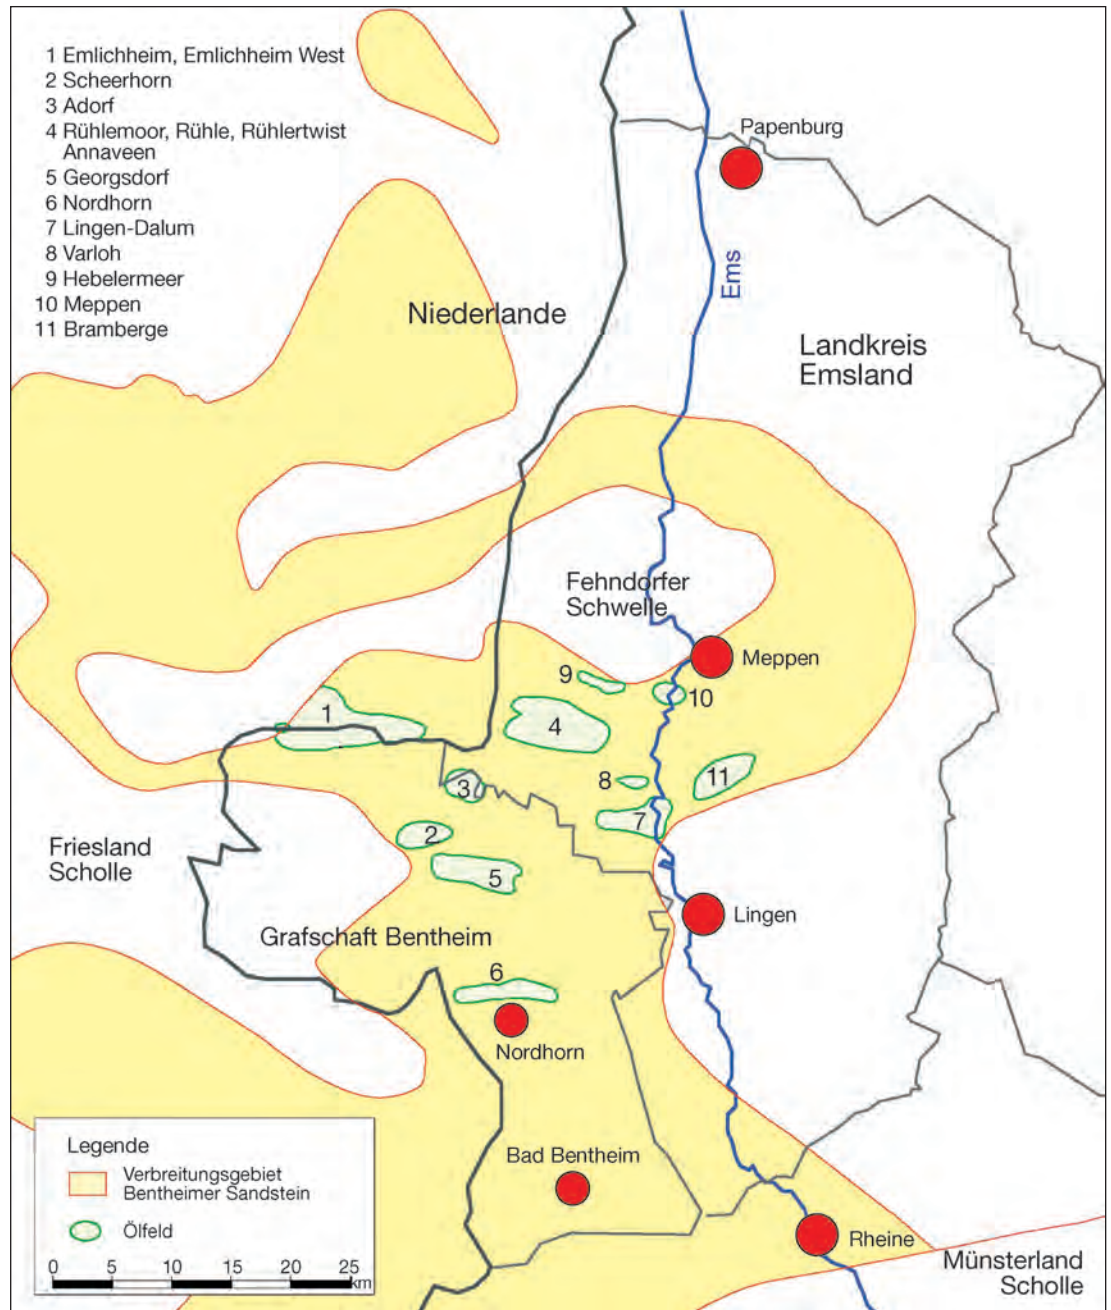 1 Emlichheim, Emlichheim West
2 Scheerhorn
3 Adorf
4 Rühlemoor, Rühle, Rühlertwist
Annaveen
5 Georgsdorf
6 Nordhorn
7 Lingen-Dalum
8 Varloh
9 Hebelermeer
10 Meppen
11 Bramberge
Papenburg
Ems
Niederlande
Landkreis
Emsland
Fehndorfer
Schwelle
Meppen
9
10
1
4
8
11
3
7
2
5
Friesland
Scholle
Lingen
Grafschaft Bentheim
6
Nordhorn
Bad Bentheim
Rheine
Münsterland
Scholle
Legende
Verbreitungsgebiet
Bentheimer Sandstein
Ölfeld
0 5 10 15 20 25
km